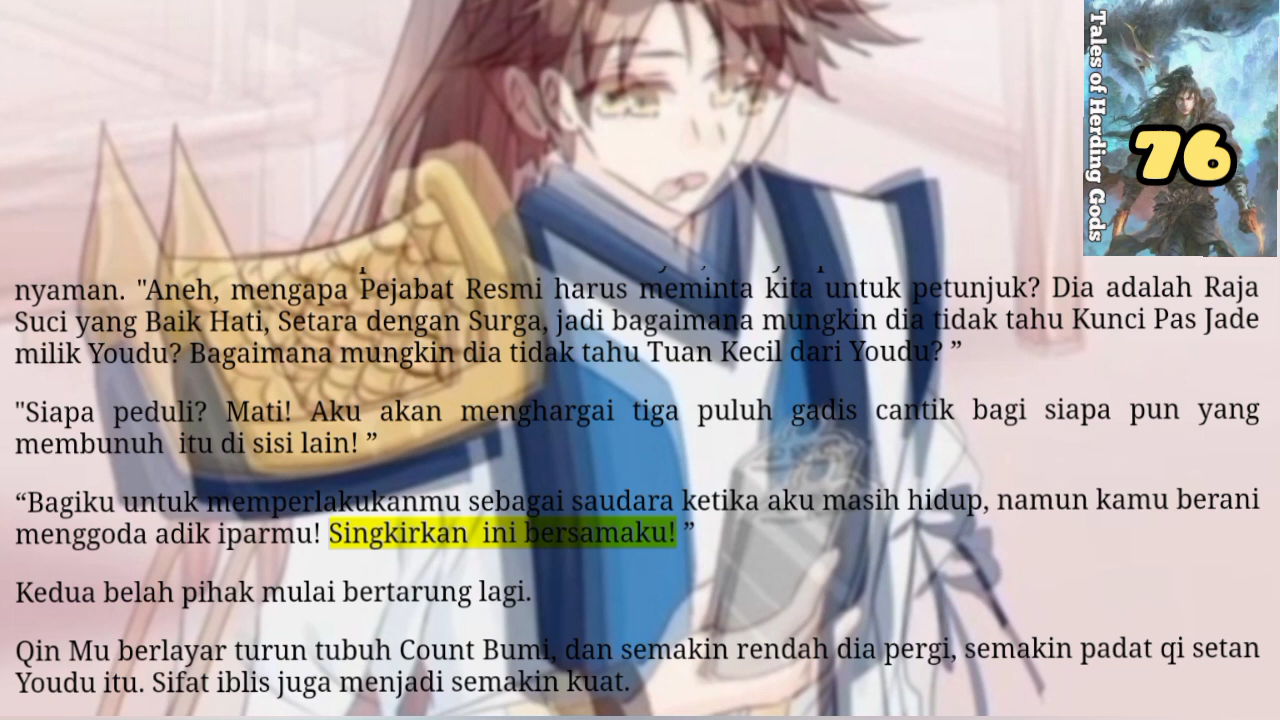 Tales of Herding Gods
76
nyaman. "Aneh, mengapa Pejabat Resmi harus meminta kita untuk petunjuk? Dia adalah Raja
Suci yang Baik Hati, Setara dengan Surga, jadi bagaimana mungkin dia tidak tahu Kunci Pas Jade
milik Youdu? Bagaimana mungkin dia tidak tahu Tuan Kecil dari Youdu? ”
"Siapa peduli? Mati! Aku akan menghargai tiga puluh gadis cantik bagi siapa pun yang
membunuh  itu di sisi lain! ”
“Bagiku untuk memperlakukanmu sebagai saudara ketika aku masih hidup, namun kamu berani
menggoda adik iparmu! Singkirkan  ini bersamaku! ”
Kedua belah pihak mulai bertarung lagi.
Qin Mu berlayar turun tubuh Count Bumi, dan semakin rendah dia pergi, semakin padat qi setan
Youdu itu. Sifat iblis juga menjadi semakin kuat.